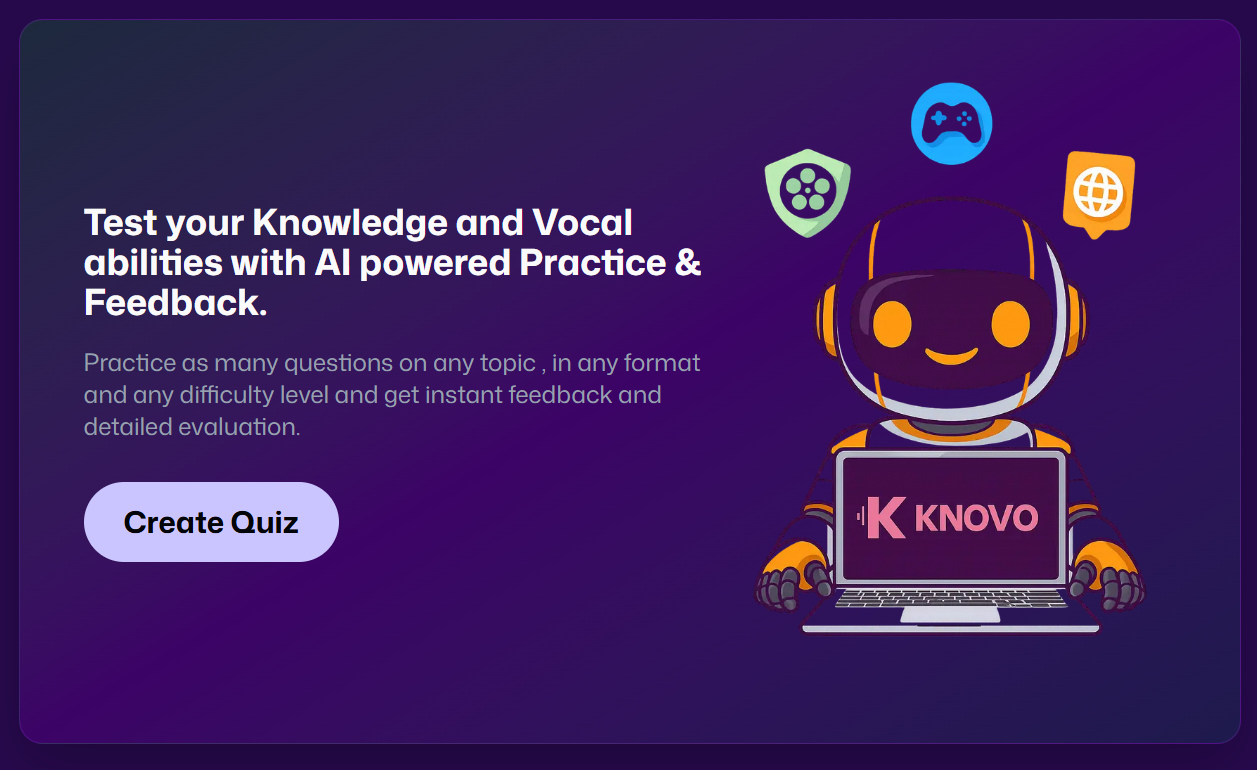 Test your Knowledge and Vocal
abilities with AI powered Practice &
Feedback.
Practice as many questions on any topic , in any format
and any difficulty level and get instant feedback and
detailed evaluation.
Create Quiz
K KNOVO